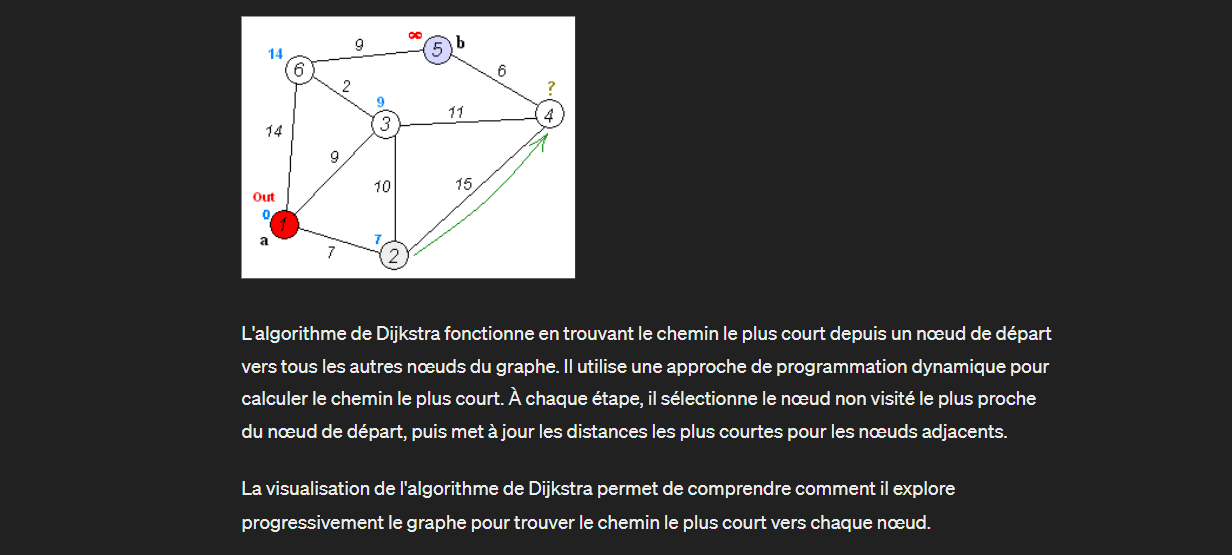 9
∞
5
b
14
6
6
2
?
9
11
4
3
14
9
10
15
Out
0
1
a
7
7
2
L'algorithme de Dijkstra fonctionne en trouvant le chemin le plus court depuis un nœud de départ
vers tous les autres nœuds du graphe. Il utilise une approche de programmation dynamique pour
calculer le chemin le plus court. À chaque étape, il sélectionne le nœud non visité le plus proche
du nœud de départ, puis met à jour les distances les plus courtes pour les nœuds adjacents.
La visualisation de l'algorithme de Dijkstra permet de comprendre comment il explore
progressivement le graphe pour trouver le chemin le plus court vers chaque nœud.